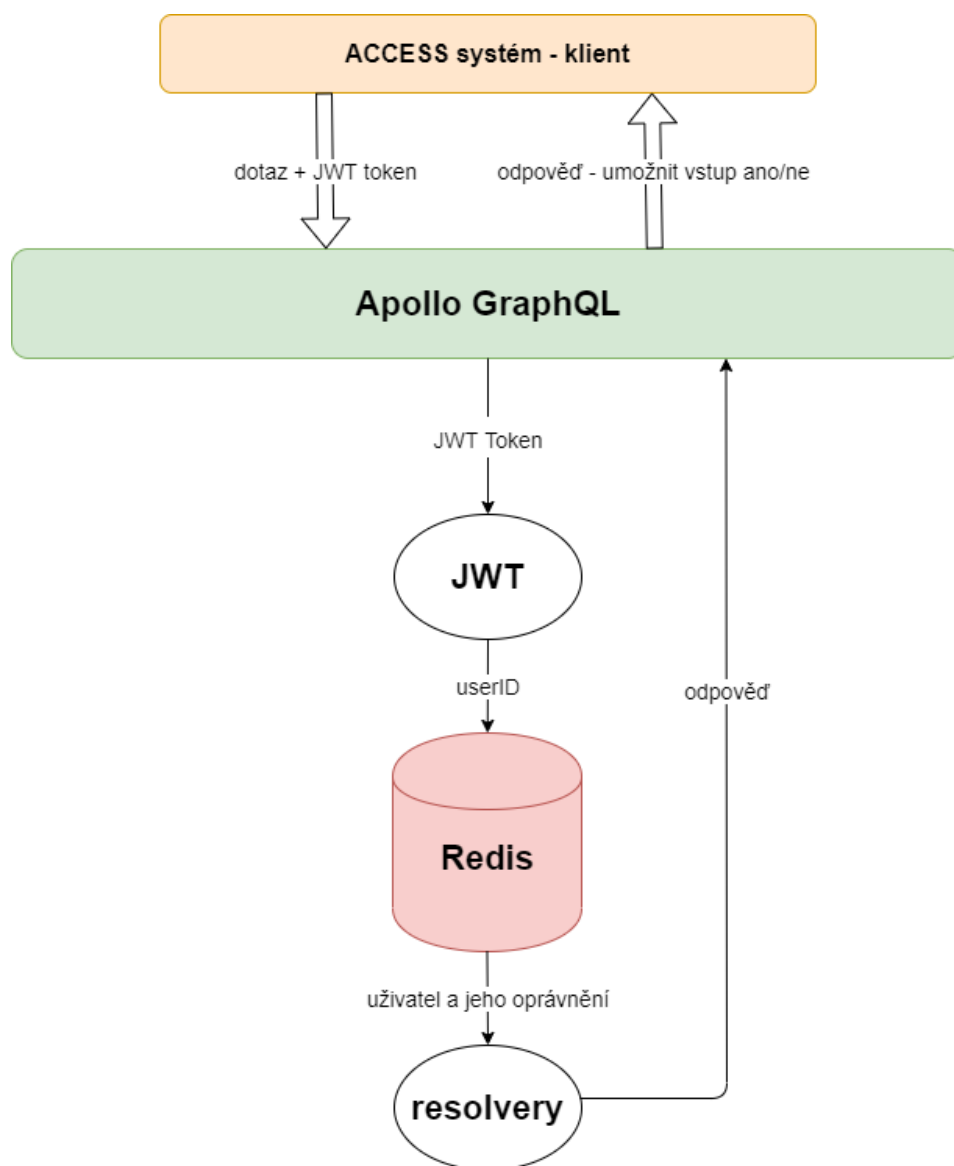 ACCESS systém - klient
dotaz + JWT token
odpověď - umožnit vstup ano/ne
Apollo GraphQL
JWT Token
JWT
userID
odpověď
Redis
uživatel a jeho oprávnění
resolvery